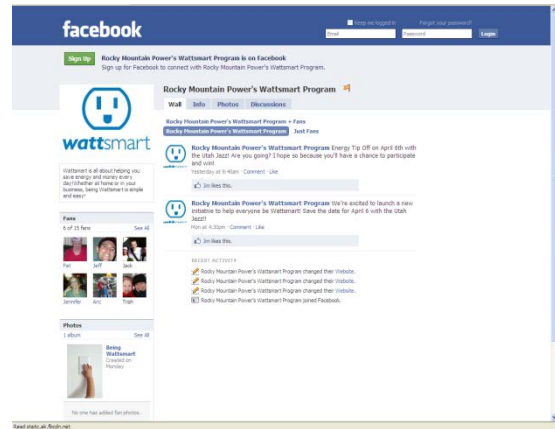 facebook
Keep me logged in
Forgot your password?
Email
Password
Login
Sign Up
Rocky Mountain Power's Wattsmart Program is on Facebook
Sign up for Facebook to connect with Rocky Mountain Power's Wattsmart Program.
Rocky Mountain Power's Wattsmart Program
Wall Info Photos Discussions
Rocky Mountain Power's Wattsmart Program + Fans
Rocky Mountain Power's Wattsmart Program
Just Fans
Rocky Mountain Power's Wattsmart Program Energy Tip Off on April 6th with
the Utah Jazz! Are you going? I hope so because you'll have a chance to participate
and win!
Yesterday at 8:40am · Comment · Like
Jim likes this.
Rocky Mountain Power's Wattsmart Program We're excited to launch a new
initiative to help everyone be Wattsmart! Save the date for April 6 with the Utah
Jazz!!
Mon at 4:30pm · Comment · Like
Jim likes this.
RECENT ACTIVITY
Rocky Mountain Power's Wattsmart Program changed their Website.
Rocky Mountain Power's Wattsmart Program changed their Website.
Rocky Mountain Power's Wattsmart Program changed their Website.
Rocky Mountain Power's Wattsmart Program joined Facebook.
wattsmart
Wattsmart is all about helping you
save energy and money every
day! Whether at home or in your
business, being Wattsmart is simple
and easy!
Fans
6 of 15 fans
See All
Jeff
Jack
Jennifer
Trish
Photos
1 album
See All
Being
Wattsmart
Created on
Monday
No one has added fan photos.
Read static.ak.fbcdn.net